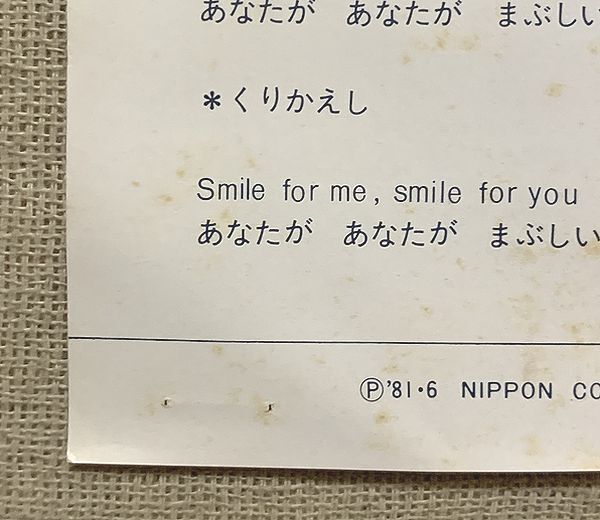 あなたが　あなたが　まぶしい
＊くりかえし
Smile for me, smile for you
あなたが　あなたが　まぶしい
Ⓟ'81・6 NIPPON CO